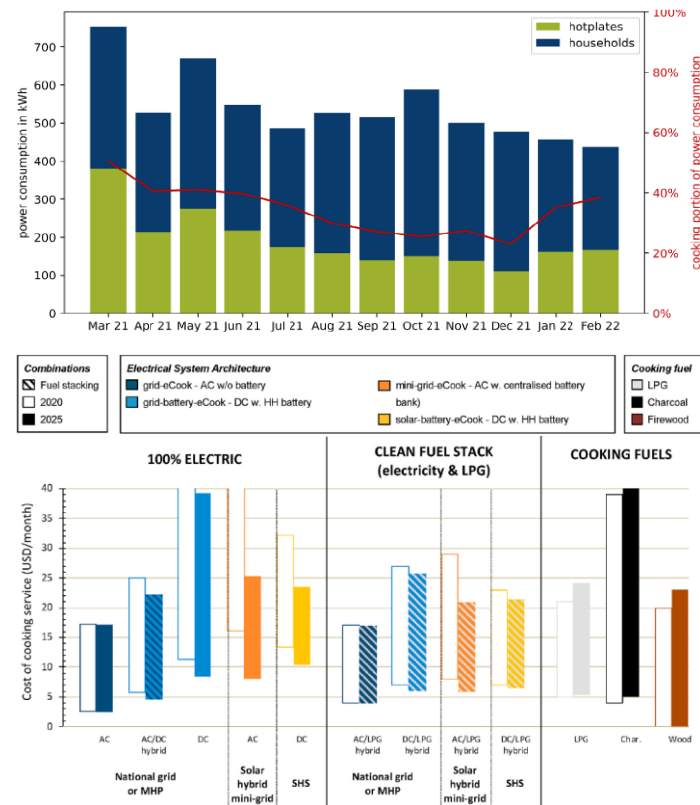 100%
700
600
500
400
300
200
100
0
power consumption in kWh
hotplates
households
80%
60%
40%
20%
0%
cooking portion of power consumption
Mar 21 Apr 21 May 21 Jun 21 Jul 21 Aug 21 Sep 21 Oct 21 Nov 21 Dec 21 Jan 22 Feb 22
Combinations
Fuel stacking
2020
2025
Electrical System Architecture
grid-eCook - AC w/o battery
grid-battery-eCook - DC w. HH battery
mini-grid-eCook - AC w. centralised battery
bank)
solar-battery-eCook - DC w. HH battery
Cooking fuel
LPG
Charcoal
Firewood
100% ELECTRIC
CLEAN FUEL STACK
(electricity & LPG)
COOKING FUELS
Cost of cooking service (USD/month)
40
35
30
25
20
15
10
5
0
AC
AC/DC
hybrid
DC
AC
DC
AC/LPG
hybrid
DC/LPG
hybrid
AC/LPG
hybrid
DC/LPG
hybrid
LPG
Char.
Wood
National grid
or MHP
Solar
hybrid
mini-grid
SHS
National grid
or MHP
Solar
hybrid
mini-grid
SHS